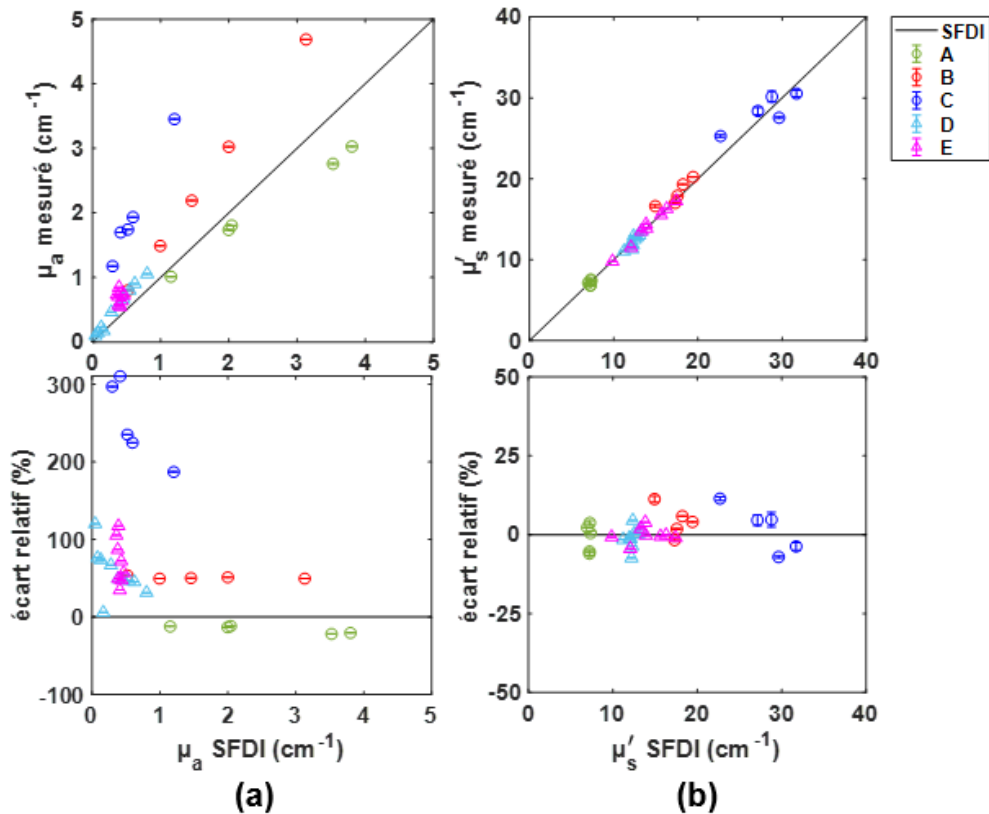 5
4
3
2
1
0
μa mesuré (cm-1)
0 1 2 3 4 5
40
30
20
10
0
μ's mesuré (cm-1)
0 10 20 30 40
SFDI
A
B
C
D
E
300
200
100
0
-100
écart relatif (%)
0 1 2 3 4 5
μa SFDI (cm-1)
(a)
50
25
0
-25
-50
écart relatif (%)
0 10 20 30 40
μ's SFDI (cm-1)
(b)